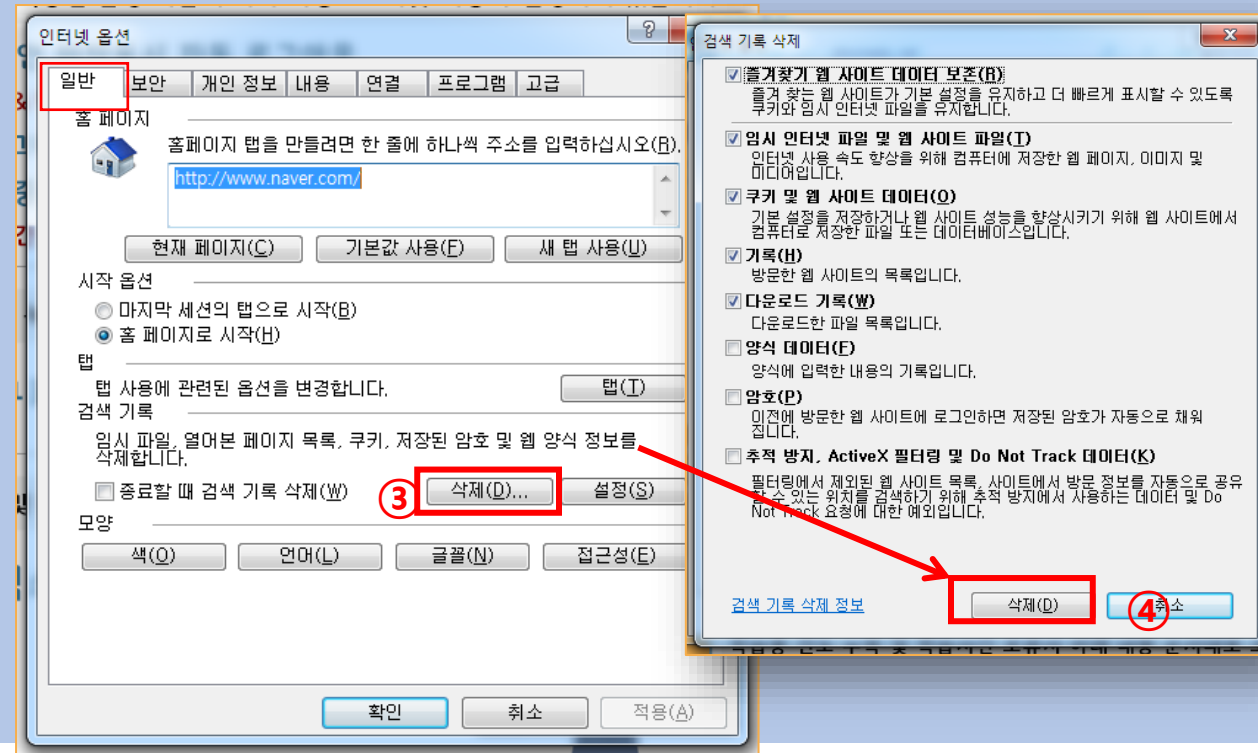 인터넷 옵션
일반 보안 개인 정보 내용 연결 프로그램 고급
홈 페이지
홈페이지 탭을 만들려면 한 줄에 하나씩 주소를 입력하십시오(R).
http://www.naver.com/
현재 페이지(C) 기본값 사용(F) 새 탭 사용(U)
시작 옵션
마지막 세션의 탭으로 시작(B)
홈 페이지로 시작(H)
탭
탭 사용에 관련된 옵션을 변경합니다. 탭(T)
검색 기록
임시 파일, 열어본 페이지 목록, 쿠키, 저장된 암호 및 웹 양식 정보를
삭제합니다.
종료할 때 검색 기록 삭제(W) ③ 삭제(D)... 설정(S)
모양
색(O) 언어(L) 글꼴(N) 접근성(E)
확인 취소 적용(A)
검색 기록 삭제
즐겨찾기 웹 사이트 데이터 보존(R)
즐겨 찾는 웹 사이트가 기본 설정을 유지하고 더 빠르게 표시할 수 있도록
쿠키와 임시 인터넷 파일을 유지합니다.
임시 인터넷 파일 및 웹 사이트 파일(T)
인터넷 사용 속도 향상을 위해 컴퓨터에 저장한 웹 페이지, 이미지 및
미디어입니다.
쿠키 및 웹 사이트 데이터(O)
기본 설정을 저장하거나 웹 사이트 성능을 향상시키기 위해 웹 사이트에서
컴퓨터로 저장한 파일 또는 데이터베이스입니다.
기록(H)
방문한 웹 사이트의 목록입니다.
다운로드 기록(W)
다운로드한 파일 목록입니다.
양식 데이터(F)
양식에 입력한 내용의 기록입니다.
암호(P)
이전에 방문한 웹 사이트에 로그인하면 저장된 암호가 자동으로 채워
집니다.
추적 방지, ActiveX 필터링 및 Do Not Track 데이터(K)
필터링에서 제외된 웹 사이트 목록, 사이트에서 방문 정보를 자동으로 공유
할 수 있는 위치를 검색하기 위해 추적 방지에서 사용하는 데이터 및 Do
Not Track 요청에 대한 예외입니다.
검색 기록 삭제 정보 삭제(D) ④ 취소